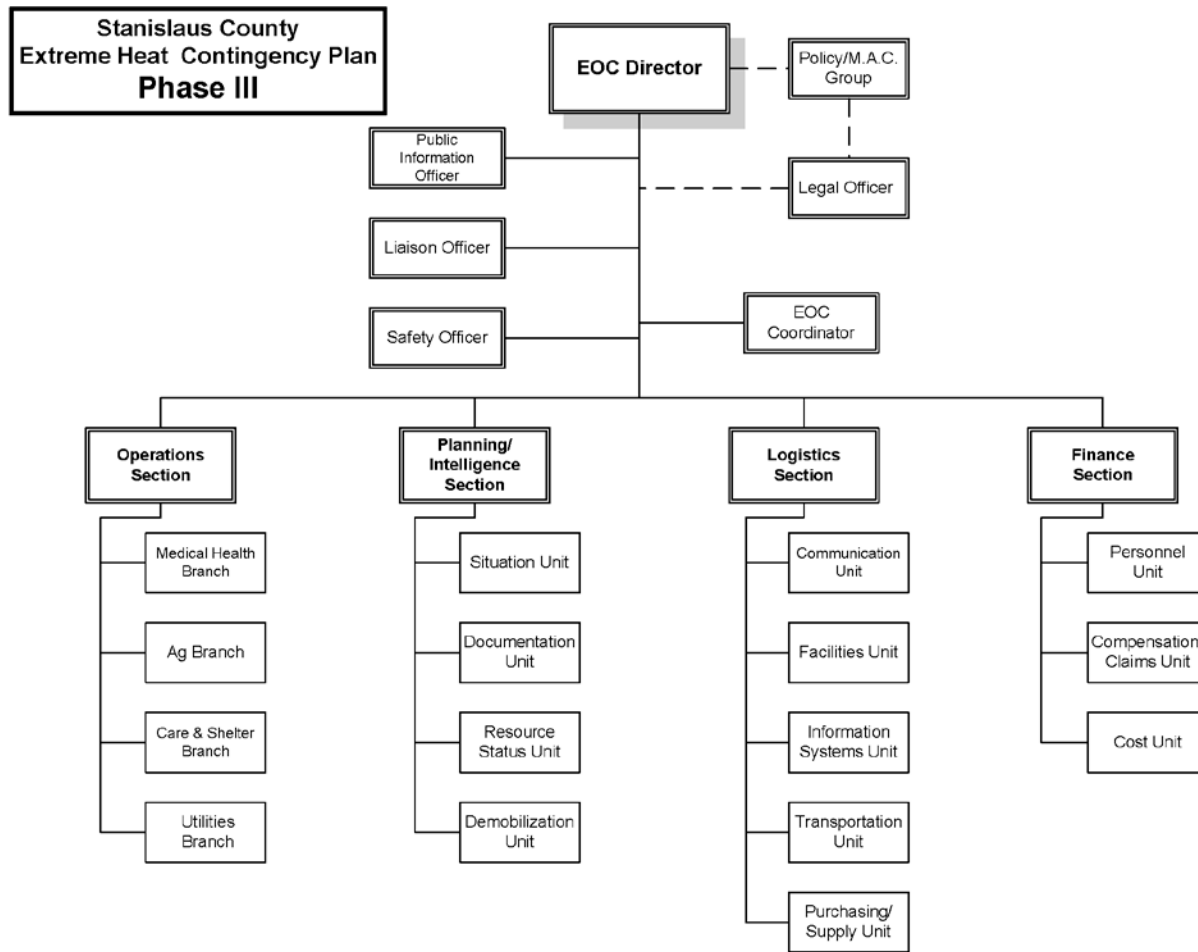 Stanislaus County
Extreme Heat Contingency Plan
Phase III
EOC Director
Policy/M.A.C.
Group
Public
Information
Officer
Legal Officer
Liaison Officer
EOC
Coordinator
Safety Officer
Operations
Section
Planning/
Intelligence
Section
Logistics
Section
Finance
Section
Medical Health
Branch
Ag Branch
Care & Shelter
Branch
Utilities
Branch
Situation Unit
Documentation
Unit
Resource
Status Unit
Demobilization
Unit
Communication
Unit
Facilities Unit
Information
Systems Unit
Transportation
Unit
Purchasing/
Supply Unit
Personnel
Unit
Compensation
Claims Unit
Cost Unit